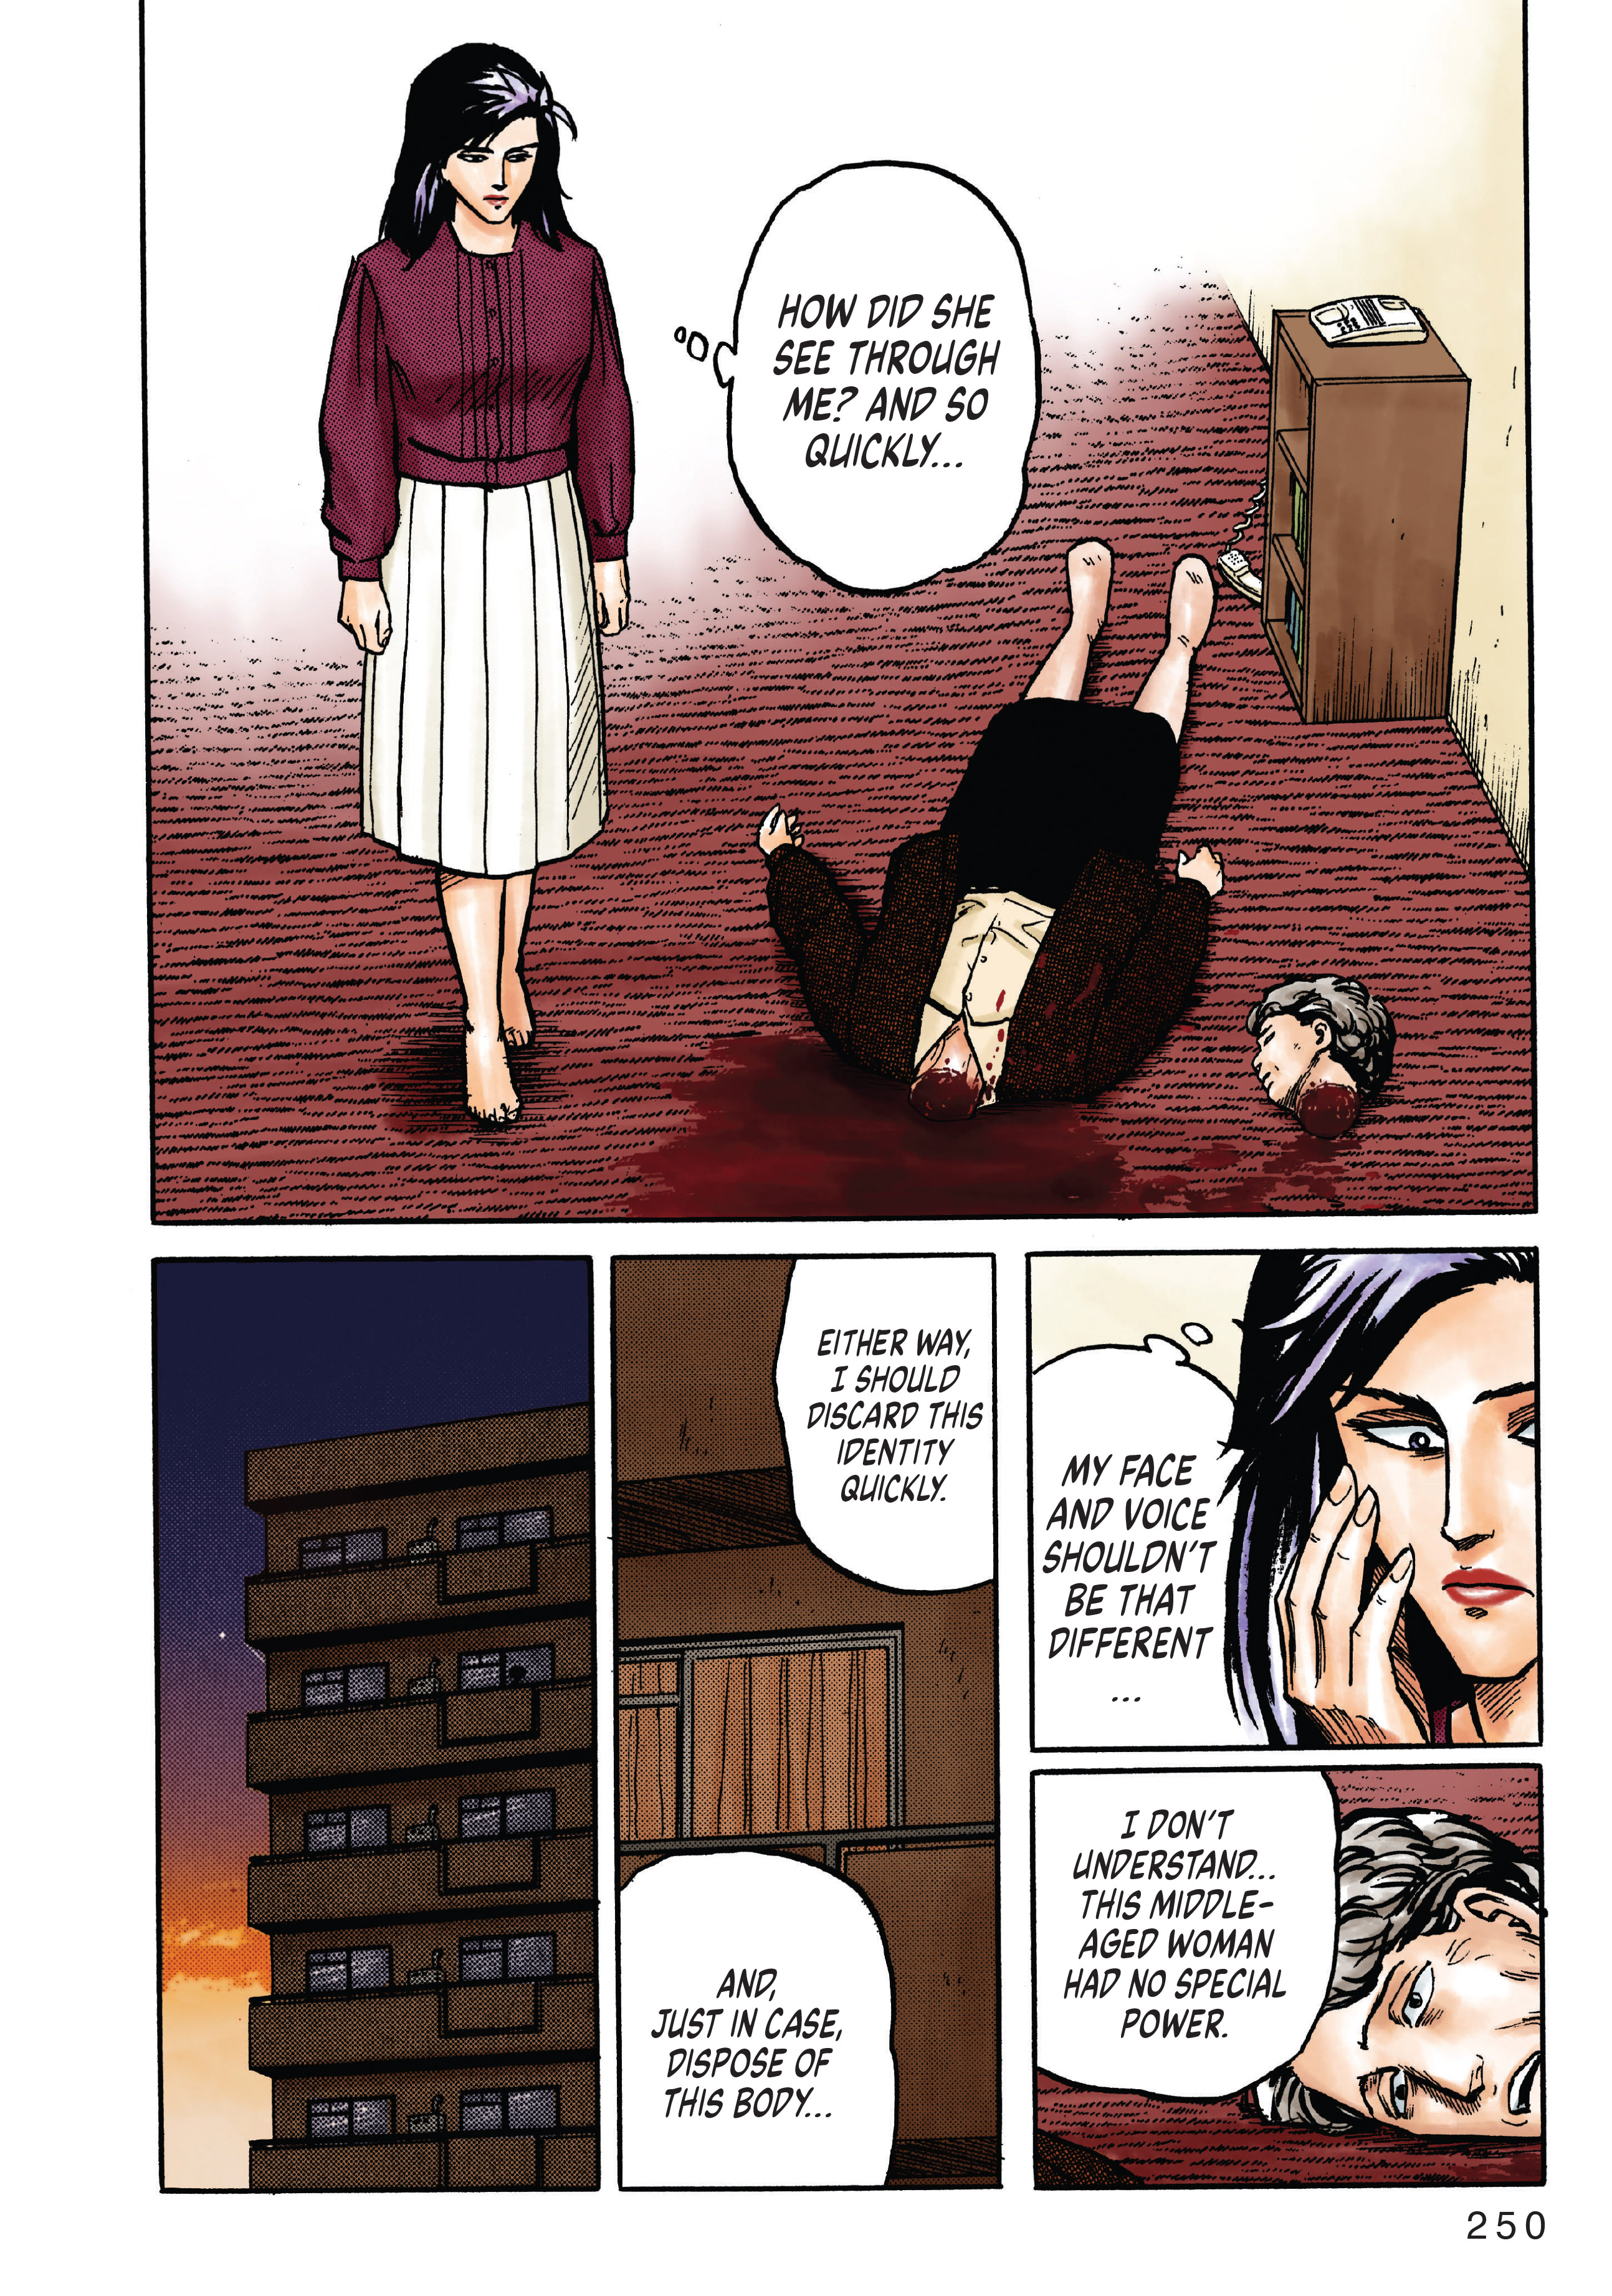 HOW DID SHE
SEE THROUGH
ME? AND SO
QUICKLY...
MY FACE
AND VOICE
SHOULDN'T
BE THAT
DIFFERENT
...
I DON'T
UNDERSTAND...
THIS MIDDLE-
AGED WOMAN
HAD NO SPECIAL
POWER.
EITHER WAY,
I SHOULD
DISCARD THIS
IDENTITY
QUICKLY.
AND,
JUST IN CASE,
DISPOSE OF
THIS BODY...
250